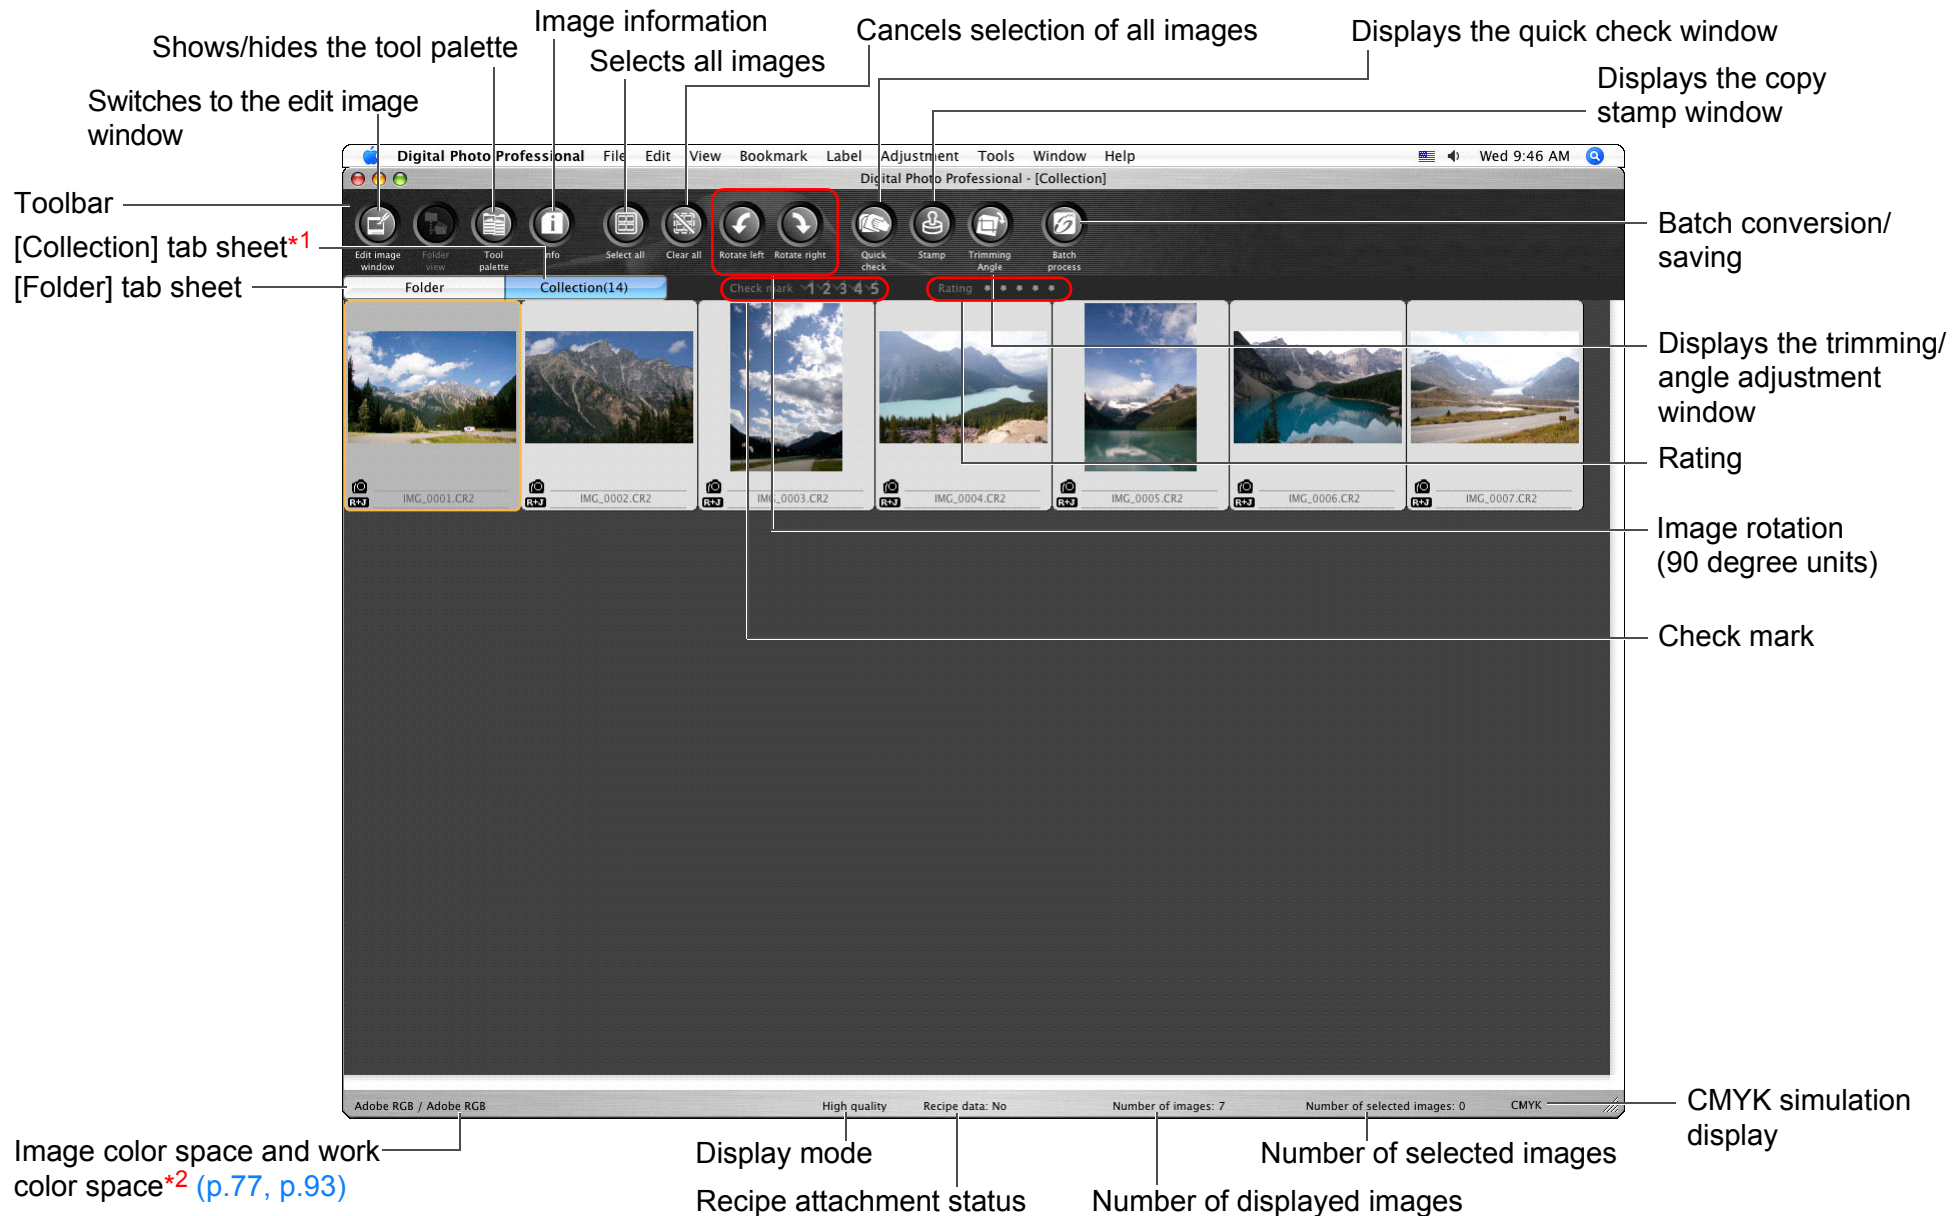 Image information
Cancels selection of all images
Displays the quick check window
Shows/hides the tool palette
Selects all images
Displays the copy
stamp window
Switches to the edit image
window
Digital Photo Professional File Edit View Bookmark Label Adjustment Tools Window Help Wed 9:46 AM
Digital Photo Professional - [Collection]
Toolbar
[Collection] tab sheet*1
[Folder] tab sheet
Edit image
window
Folder
view
Tool
palette
Info
Select all
Clear all
Rotate left
Rotate right
Quick
check
Stamp
Trimming
Angle
Batch
process
Batch conversion/
saving
Folder
Collection(14)
Check mark 1 2 3 4 5
Rating
Displays the trimming/
angle adjustment
window
Rating
R+J IMG_0001.CR2
R+J IMG_0002.CR2
R+J IMG_0003.CR2
R+J IMG_0004.CR2
R+J IMG_0005.CR2
R+J IMG_0006.CR2
R+J IMG_0007.CR2
Image rotation
(90 degree units)
Check mark
Adobe RGB / Adobe RGB
High quality
Recipe data: No
Number of images: 7
Number of selected images: 0
CMYK
CMYK simulation
display
Image color space and work
color space*2 (p.77, p.93)
Display mode
Number of selected images
Recipe attachment status
Number of displayed images